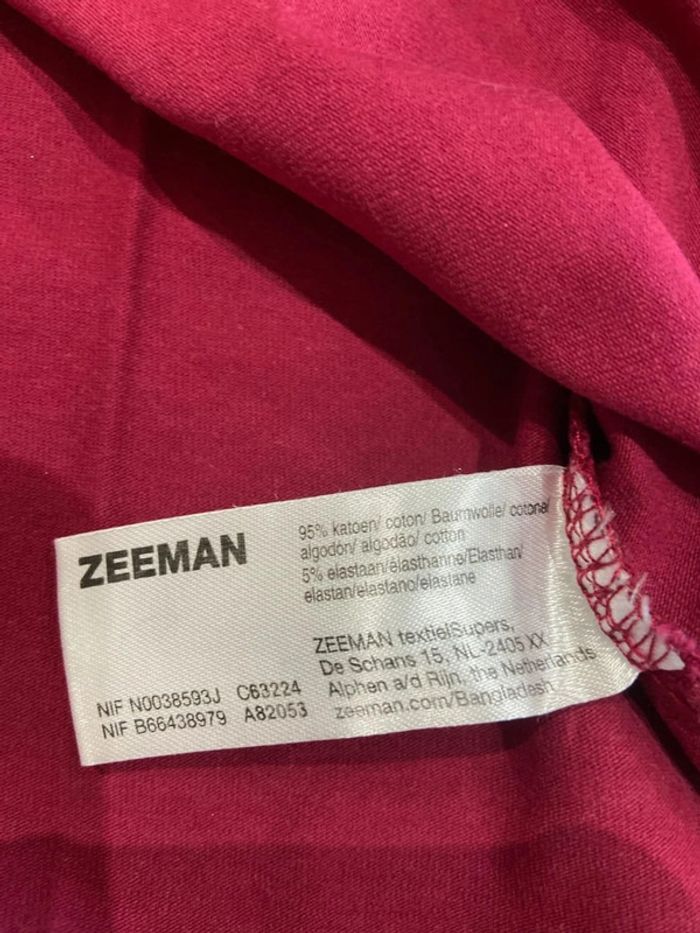 ZEEMAN
95% katoen/ coton/ Baumwolle/ cotone/
algodón/ algodão/ cotton
5% elastaan/élasthanne/Elasthan/
elastan/elastano/elastane
ZEEMAN textielSupers,
De Schans 15, NL-2405 XX
Alphen a/d Rijn, the Netherlands
zeeman.com/Bangladesh
NIF N0038593J C63224
NIF B66438979 A82053